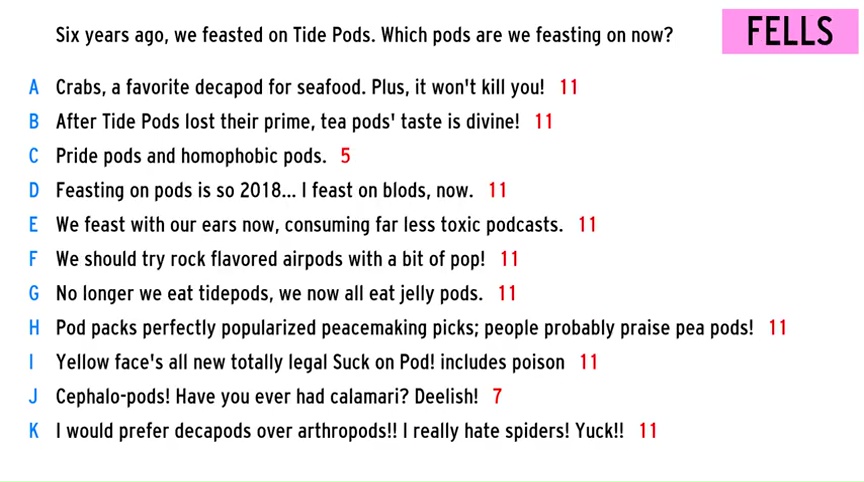 Six years ago, we feasted on Tide Pods. Which pods are we feasting on now?
FELLS
A Crabs, a favorite decapod for seafood. Plus, it won't kill you! 11
B After Tide Pods lost their prime, tea pods' taste is divine! 11
C Pride pods and homophobic pods. 5
D Feasting on pods is so 2018... I feast on blods, now. 11
E We feast with our ears now, consuming far less toxic podcasts. 11
F We should try rock flavored airpods with a bit of pop! 11
G No longer we eat tidepods, we now all eat jelly pods. 11
H Pod packs perfectly popularized peacemaking picks; people probably praise pea pods! 11
I Yellow face's all new totally legal Suck on Pod! includes poison 11
J Cephalo-pods! Have you ever had calamari? Deelish! 7
K I would prefer decapods over arthropods!! I really hate spiders! Yuck!! 11